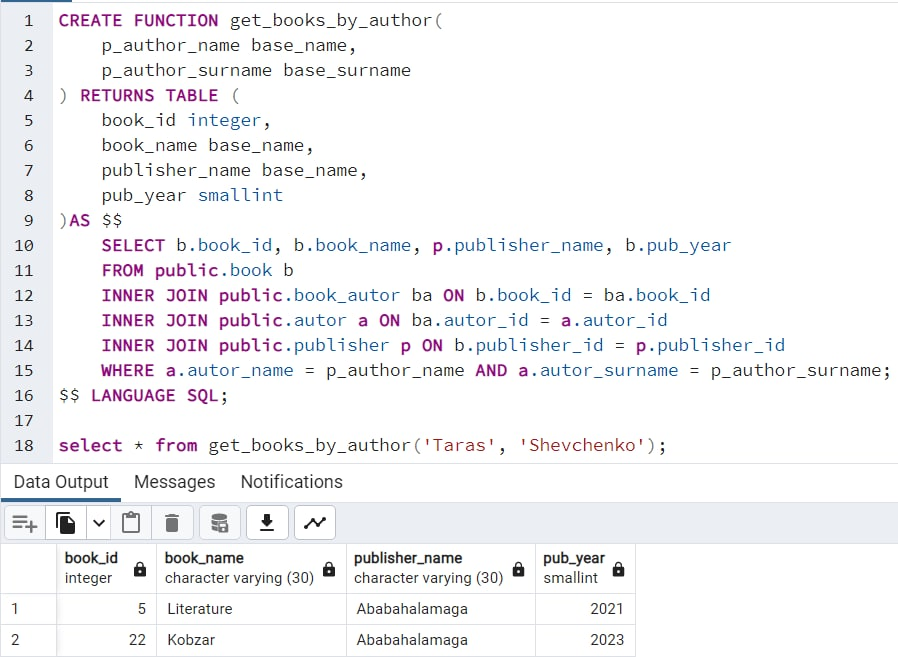 1 CREATE FUNCTION get_books_by_author(
2 p_author_name base_name,
3 p_author_surname base_surname
4 ) RETURNS TABLE (
5 book_id integer,
6 book_name base_name,
7 publisher_name base_name,
8 pub_year smallint
9 )AS $$
10 SELECT b.book_id, b.book_name, p.publisher_name, b.pub_year
11 FROM public.book b
12 INNER JOIN public.book_autor ba ON b.book_id = ba.book_id
13 INNER JOIN public.autor a ON ba.autor_id = a.autor_id
14 INNER JOIN public.publisher p ON b.publisher_id = p.publisher_id
15 WHERE a.autor_name = p_author_name AND a.autor_surname = p_author_surname;
16 $$ LANGUAGE SQL;
17
18 select * from get_books_by_author('Taras', 'Shevchenko');
Data Output Messages Notifications
book_id book_name publisher_name pub_year
integer character varying (30) character varying (30) smallint
1 5 Literature Ababahalamaga 2021
2 22 Kobzar Ababahalamaga 2023